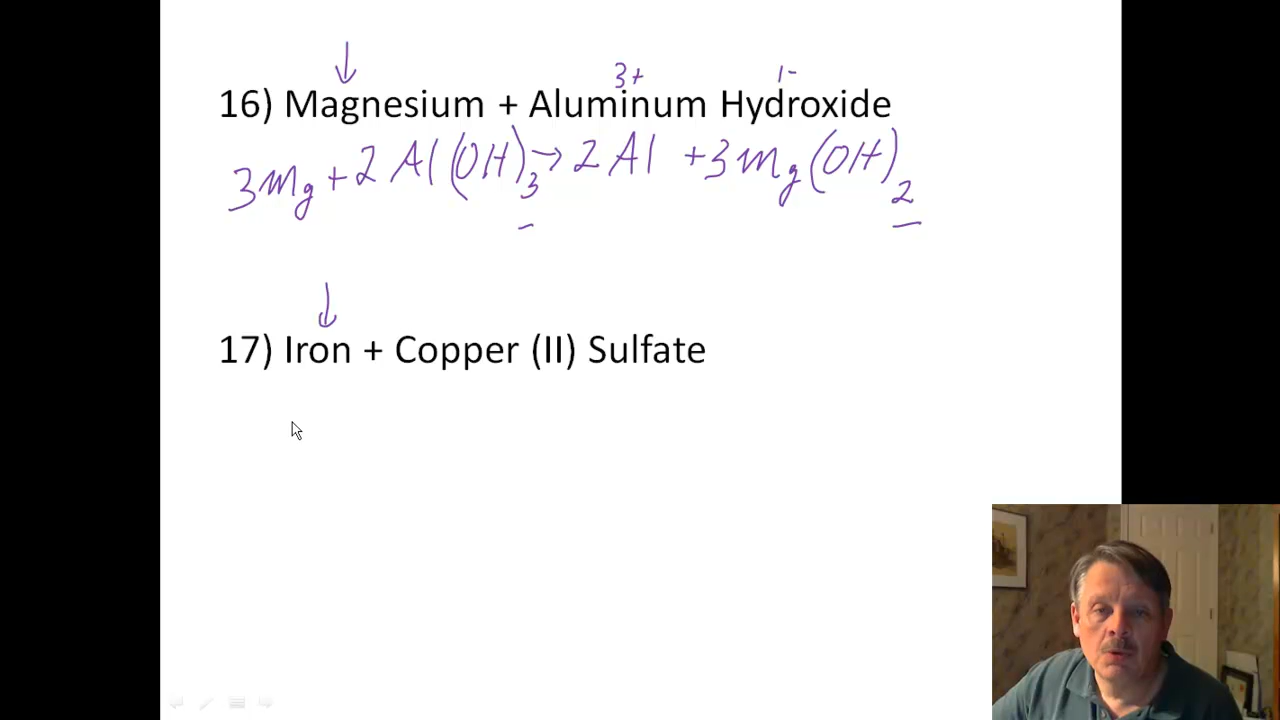 3+ 1-
16) Magnesium + Aluminum Hydroxide
3Mg + 2Al(OH)3 → 2Al + 3Mg(OH)2
17) Iron + Copper (II) Sulfate